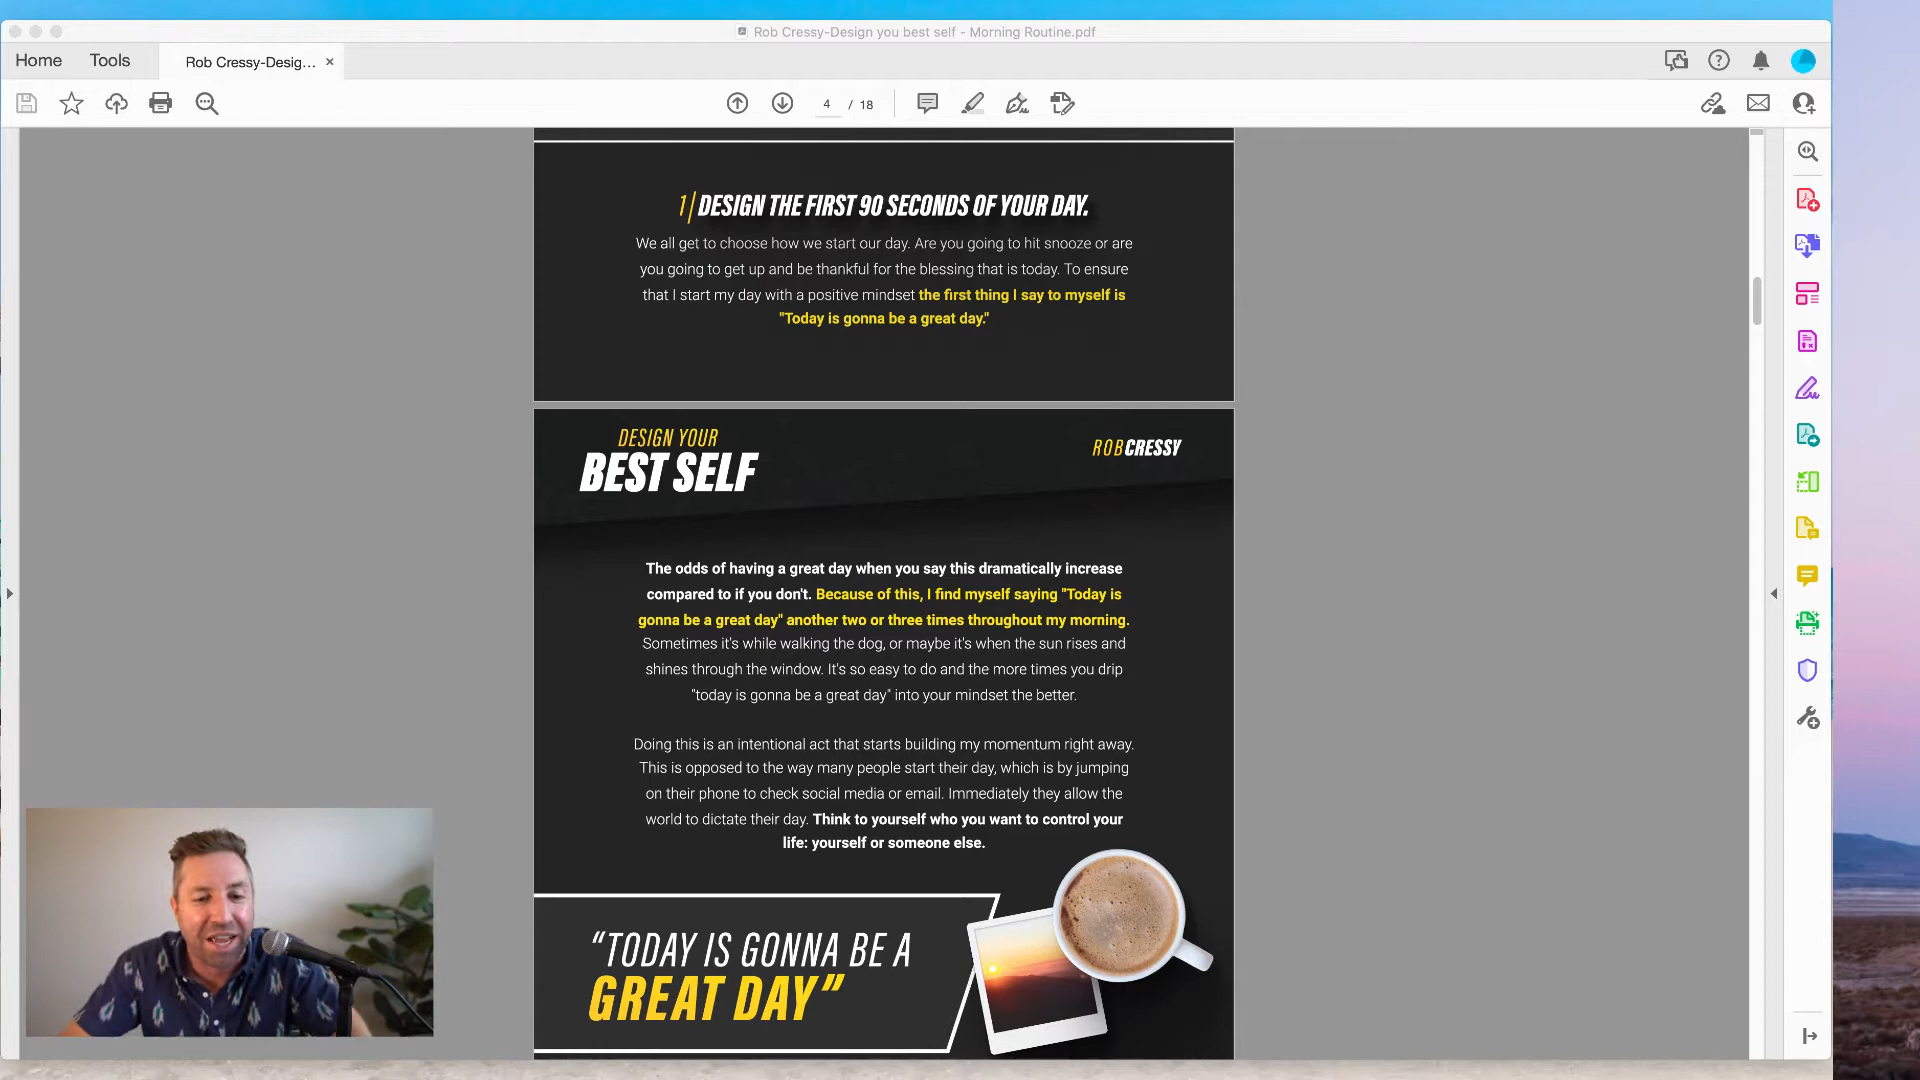 Rob Cressy-Design you best self - Morning Routine.pdf
Home Tools Rob Cressy-Desig... ×
4 / 18
1/ DESIGN THE FIRST 90 SECONDS OF YOUR DAY.
We all get to choose how we start our day. Are you going to hit snooze or are
you going to get up and be thankful for the blessing that is today. To ensure
that I start my day with a positive mindset the first thing I say to myself is
"Today is gonna be a great day."
DESIGN YOUR
BEST SELF
ROBCRESSY
The odds of having a great day when you say this dramatically increase
compared to if you don't. Because of this, I find myself saying "Today is
gonna be a great day" another two or three times throughout my morning.
Sometimes it's while walking the dog, or maybe it's when the sun rises and
shines through the window. It's so easy to do and the more times you drip
"today is gonna be a great day" into your mindset the better.
Doing this is an intentional act that starts building my momentum right away.
This is opposed to the way many people start their day, which is by jumping
on their phone to check social media or email. Immediately they allow the
world to dictate their day. Think to yourself who you want to control your
life: yourself or someone else.
“TODAY IS GONNA BE A
GREAT DAY”